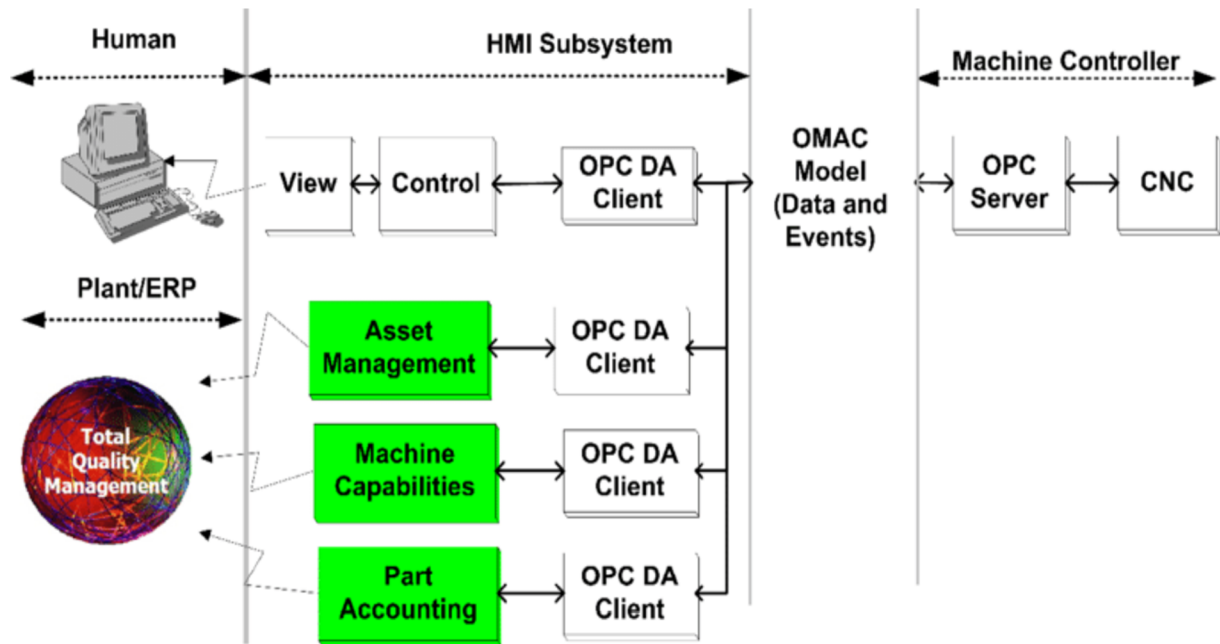 Human
HMI Subsystem
Machine Controller
View
Control
OPC DA
Client
OMAC
Model
(Data and
Events)
OPC
Server
CNC
Plant/ERP
Asset
Management
OPC DA
Client
Total
Quality
Management
Machine
Capabilities
OPC DA
Client
Part
Accounting
OPC DA
Client